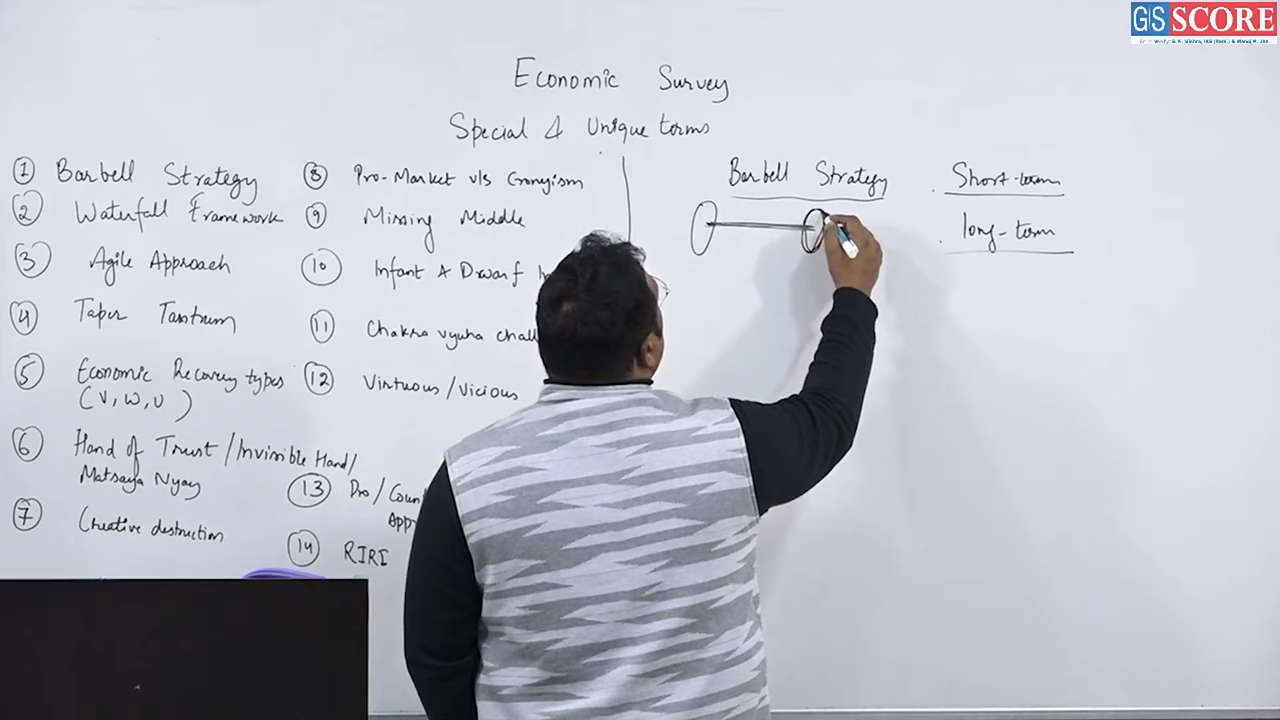 GS SCORE
Economic Survey
Special & Unique terms
① Barbell Strategy
② Waterfall Framework
③ Agile Approach
④ Taper Tantrum
⑤ Economic Recovery types
(V, W, U)
⑥ Hand of Trust / Invisible Hand/
Matsaya Nyay
⑦ Creative destruction
⑧ Pro-Market v/s Cronyism
⑨ Missing Middle
⑩ Infant & Dwarf
⑪ Chakra vyuha
⑫ Virtuous/Vicious
⑬ Pro/
⑭ RIRI
Barbell Strategy
Short-term
long-term